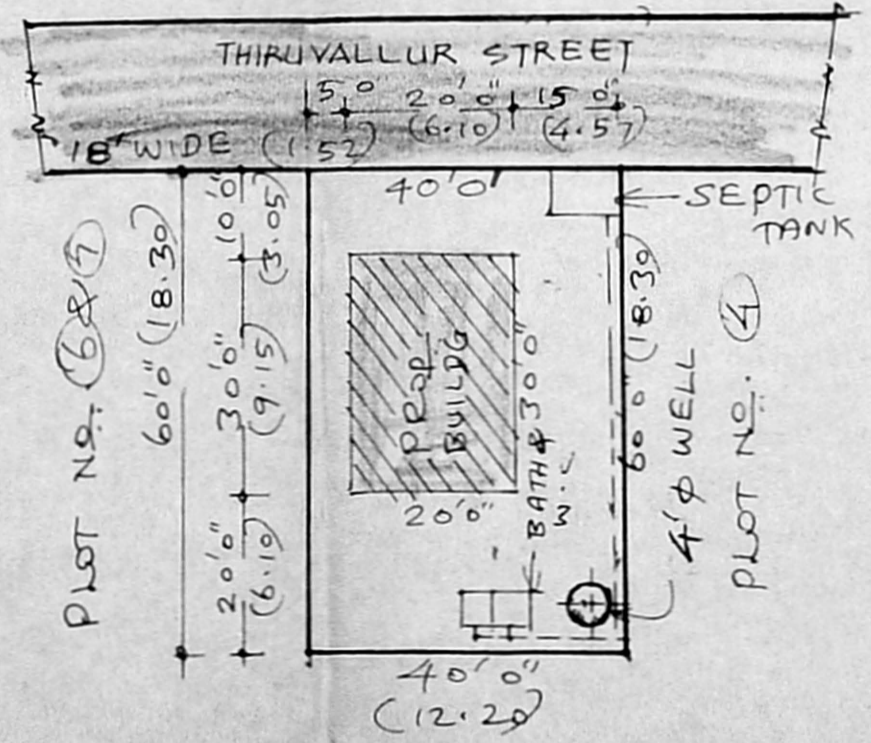 THIRUVALLUR STREET
5 0 20'0" 15 0"
(1.52) (6.10) (4.57)
18' WIDE
40'0"
SEPTIC
TANK
PLOT NO.
60'0" (18.30)
10'0"
(3.05)
30'0"
(9.15)
20'0"
(6.10)
PROP
BUILDG
30'0"
20'0"
BATH &
60'0" (18.30)
4'ϕ WELL
PLOT NO. 4
40'0"
(12.20)